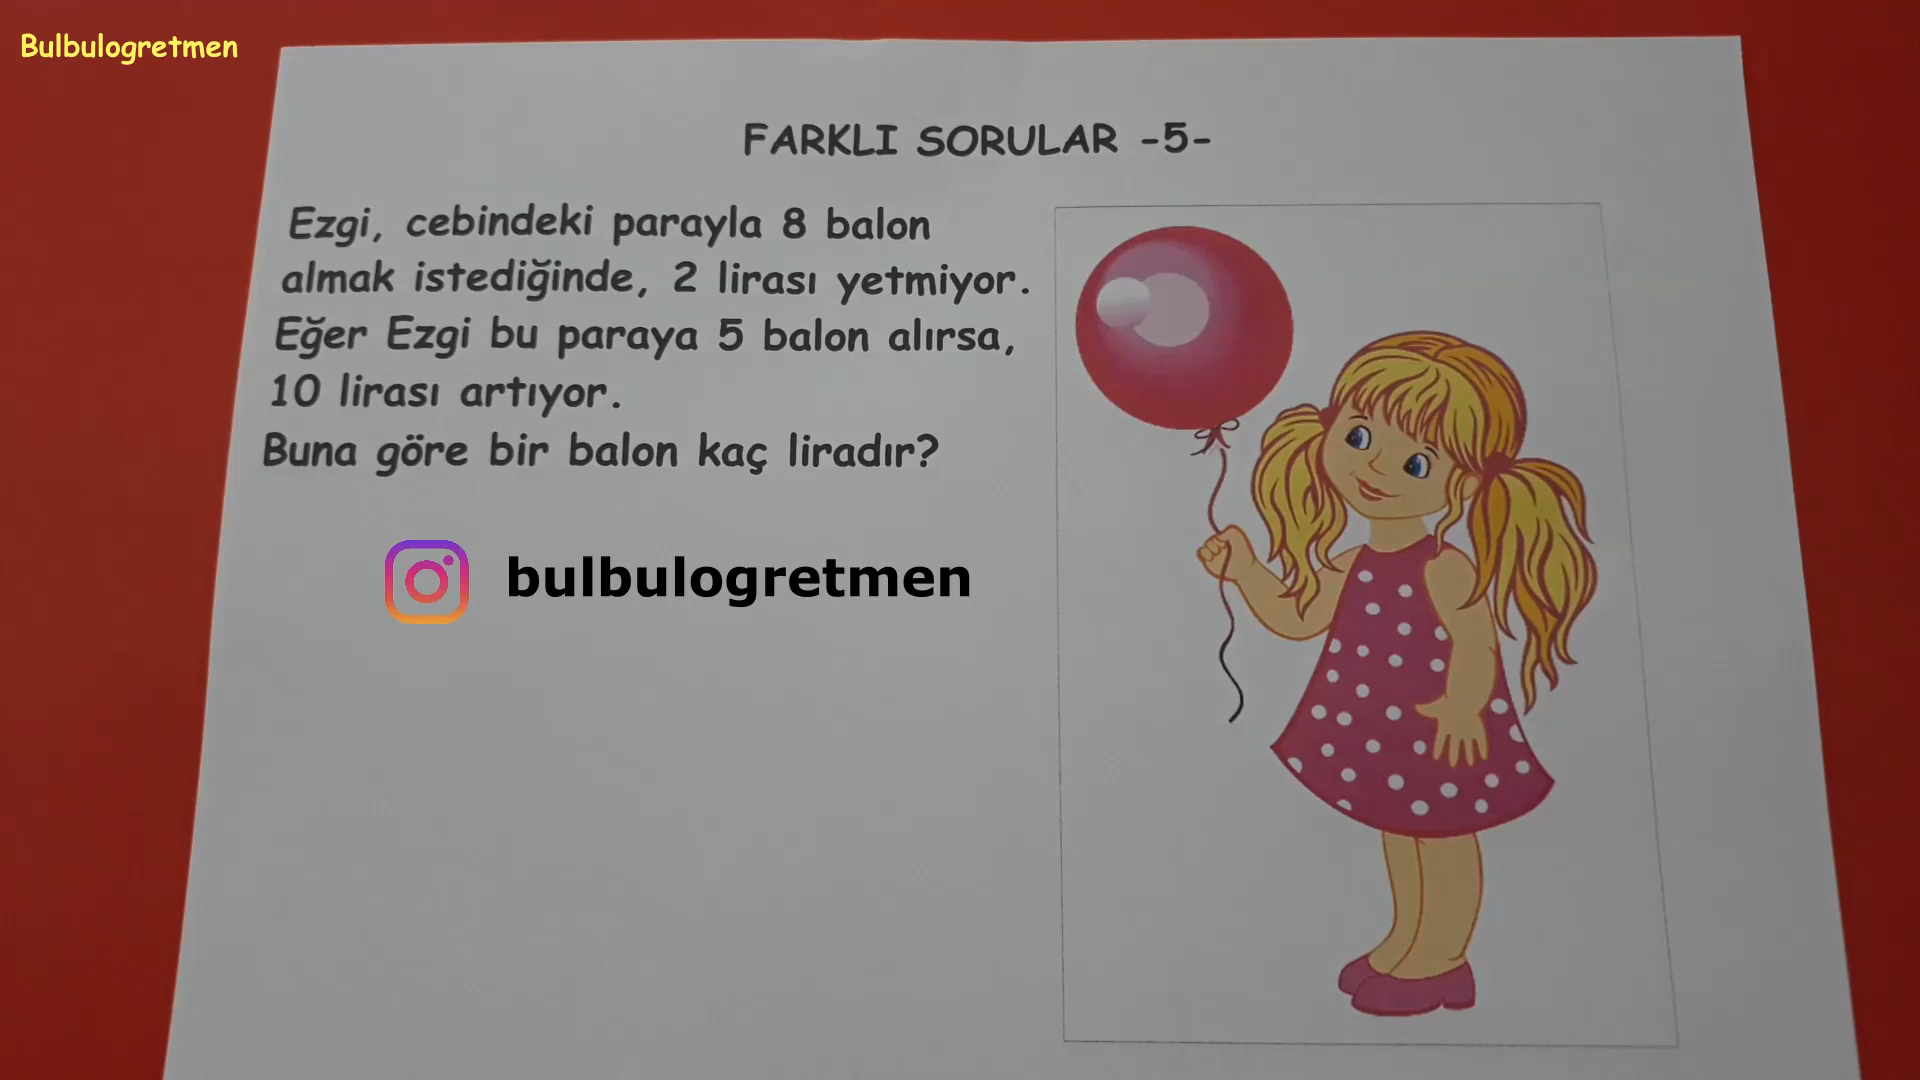 Bulbulogretmen
FARKLI SORULAR -5-
Ezgi, cebindeki parayla 8 balon
almak istediğinde, 2 lirası yetmiyor.
Eğer Ezgi bu paraya 5 balon alırsa,
10 lirası artıyor.
Buna göre bir balon kaç liradır?
bulbulogretmen